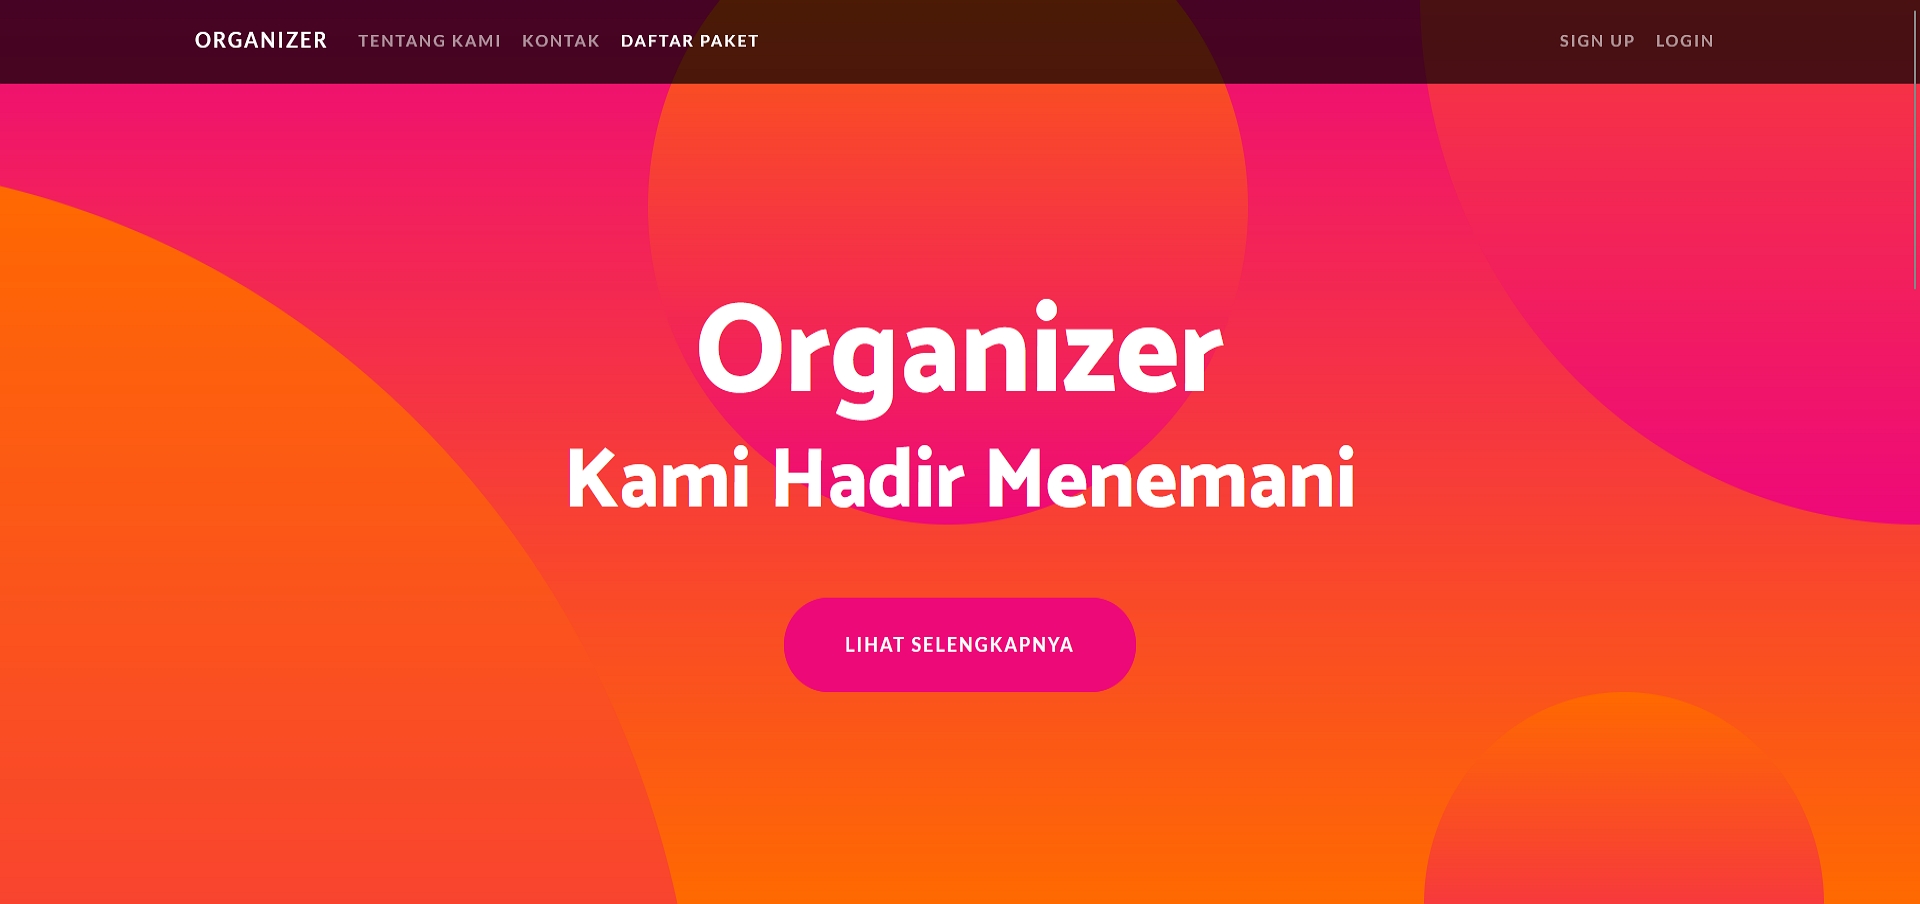 ORGANIZER TENTANG KAMI KONTAK DAFTAR PAKET SIGN UP LOGIN
Organizer
Kami Hadir Menemani
LIHAT SELENGKAPNYA